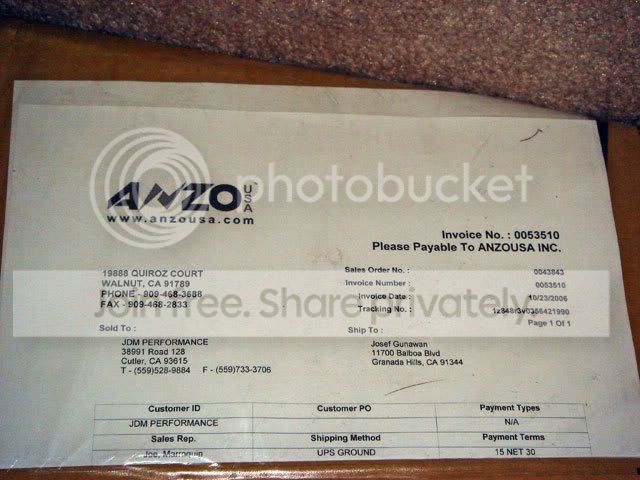 ANZO USA
www.anzousa.com
photobucket
Invoice No. : 0053510
Please Payable To ANZOUSA INC.
19888 QUIROZ COURT
WALNUT, CA 91789
PHONE - 909-468-3688
FAX - 909-468-2833
Sales Order No. : 0043843
Invoice Number : 0053510
Invoice Date : 10/23/2006
Tracking No. : 1z848r3v0355421990
Page 1 Of 1
Join free. Share privately.
Sold To :
JDM PERFORMANCE
38991 Road 128
Cutler, CA 93615
T - (559)528-9884 F - (559)733-3706
Ship To :
Josef Gunawan
11700 Balboa Blvd
Granada Hills, CA 91344
Customer ID Customer PO Payment Types
JDM PERFORMANCE N/A
Sales Rep. Shipping Method Payment Terms
Joe, Marroquin UPS GROUND 15 NET 30